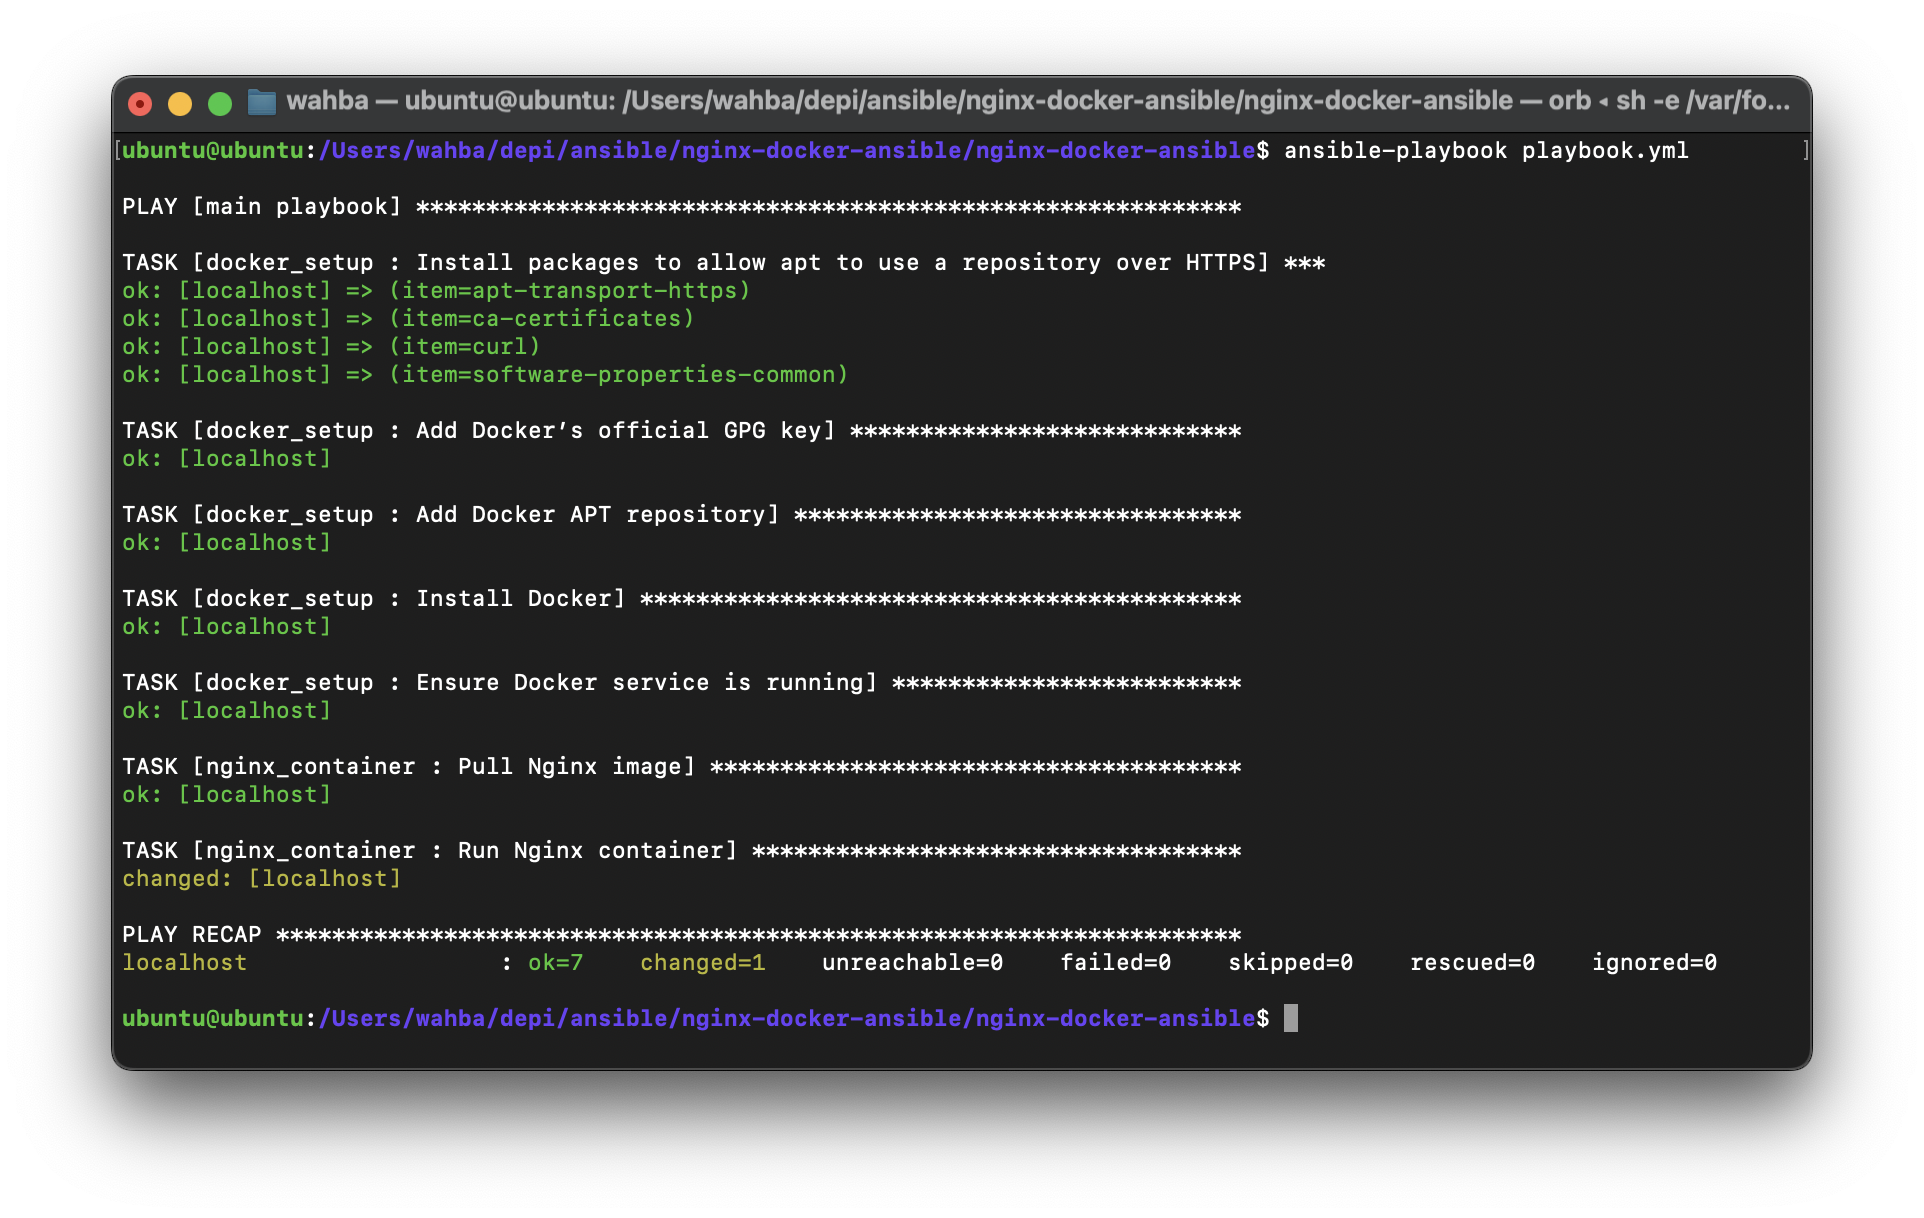 wahba — ubuntu@ubuntu: /Users/wahba/depi/ansible/nginx-docker-ansible/nginx-docker-ansible — orb ◂ sh -e /var/fo...
[ubuntu@ubuntu:/Users/wahba/depi/ansible/nginx-docker-ansible/nginx-docker-ansible$ ansible-playbook playbook.yml ]
PLAY [main playbook] ***********************************************************
TASK [docker_setup : Install packages to allow apt to use a repository over HTTPS] ***
ok: [localhost] => (item=apt-transport-https)
ok: [localhost] => (item=ca-certificates)
ok: [localhost] => (item=curl)
ok: [localhost] => (item=software-properties-common)
TASK [docker_setup : Add Docker’s official GPG key] ****************************
ok: [localhost]
TASK [docker_setup : Add Docker APT repository] ********************************
ok: [localhost]
TASK [docker_setup : Install Docker] *******************************************
ok: [localhost]
TASK [docker_setup : Ensure Docker service is running] *************************
ok: [localhost]
TASK [nginx_container : Pull Nginx image] **************************************
ok: [localhost]
TASK [nginx_container : Run Nginx container] ***********************************
changed: [localhost]
PLAY RECAP *********************************************************************
localhost                  : ok=7    changed=1    unreachable=0    failed=0    skipped=0    rescued=0    ignored=0
ubuntu@ubuntu:/Users/wahba/depi/ansible/nginx-docker-ansible/nginx-docker-ansible$